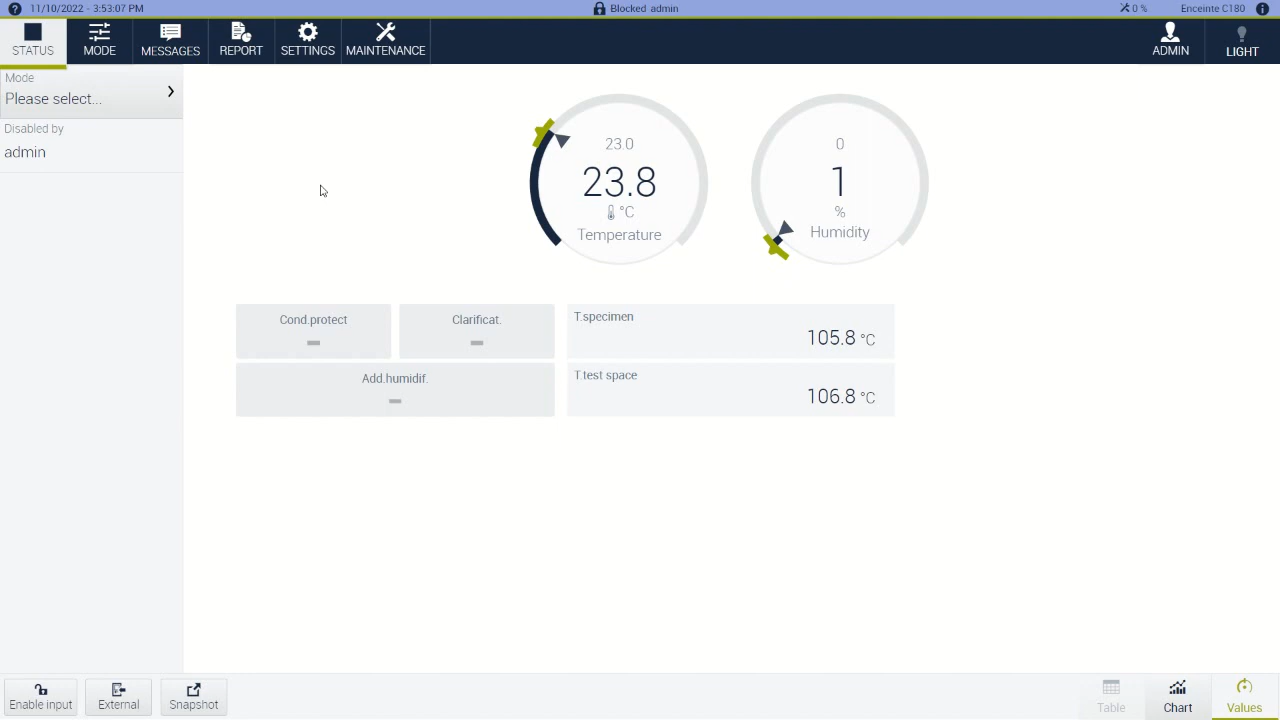 11/10/2022 - 3:53:07 PM
Blocked admin
0 %
Enceinte C180
STATUS
MODE
MESSAGES
REPORT
SETTINGS
MAINTENANCE
ADMIN
LIGHT
Mode
Please select...
Disabled by
admin
23.0
23.8
°C
Temperature
0
1
%
Humidity
Cond.protect
Clarificat.
T.specimen
105.8 °C
Add.humidif.
T.test space
106.8 °C
Enable input
External
Snapshot
Table
Chart
Values